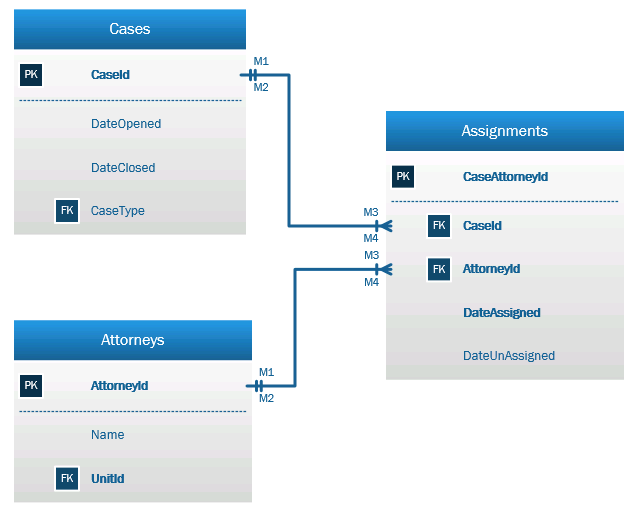 Cases
PK CaseId
DateOpened
DateClosed
FK CaseType
M1
M2
Assignments
PK CaseAttorneyId
M3
M4
FK CaseId
M3
M4
FK AttorneyId
DateAssigned
DateUnAssigned
Attorneys
PK AttorneyId
M1
M2
Name
FK UnitId